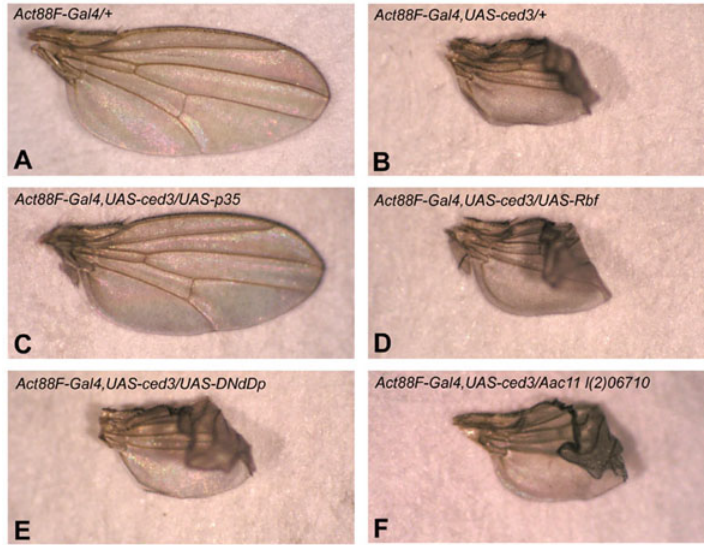 Act88F-Gal4/+
A
Act88F-Gal4,UAS-ced3/+
B
Act88F-Gal4,UAS-ced3/UAS-p35
C
Act88F-Gal4,UAS-ced3/UAS-Rbf
D
Act88F-Gal4,UAS-ced3/UAS-DNdDp
E
Act88F-Gal4,UAS-ced3/Aac11 l(2)06710
F